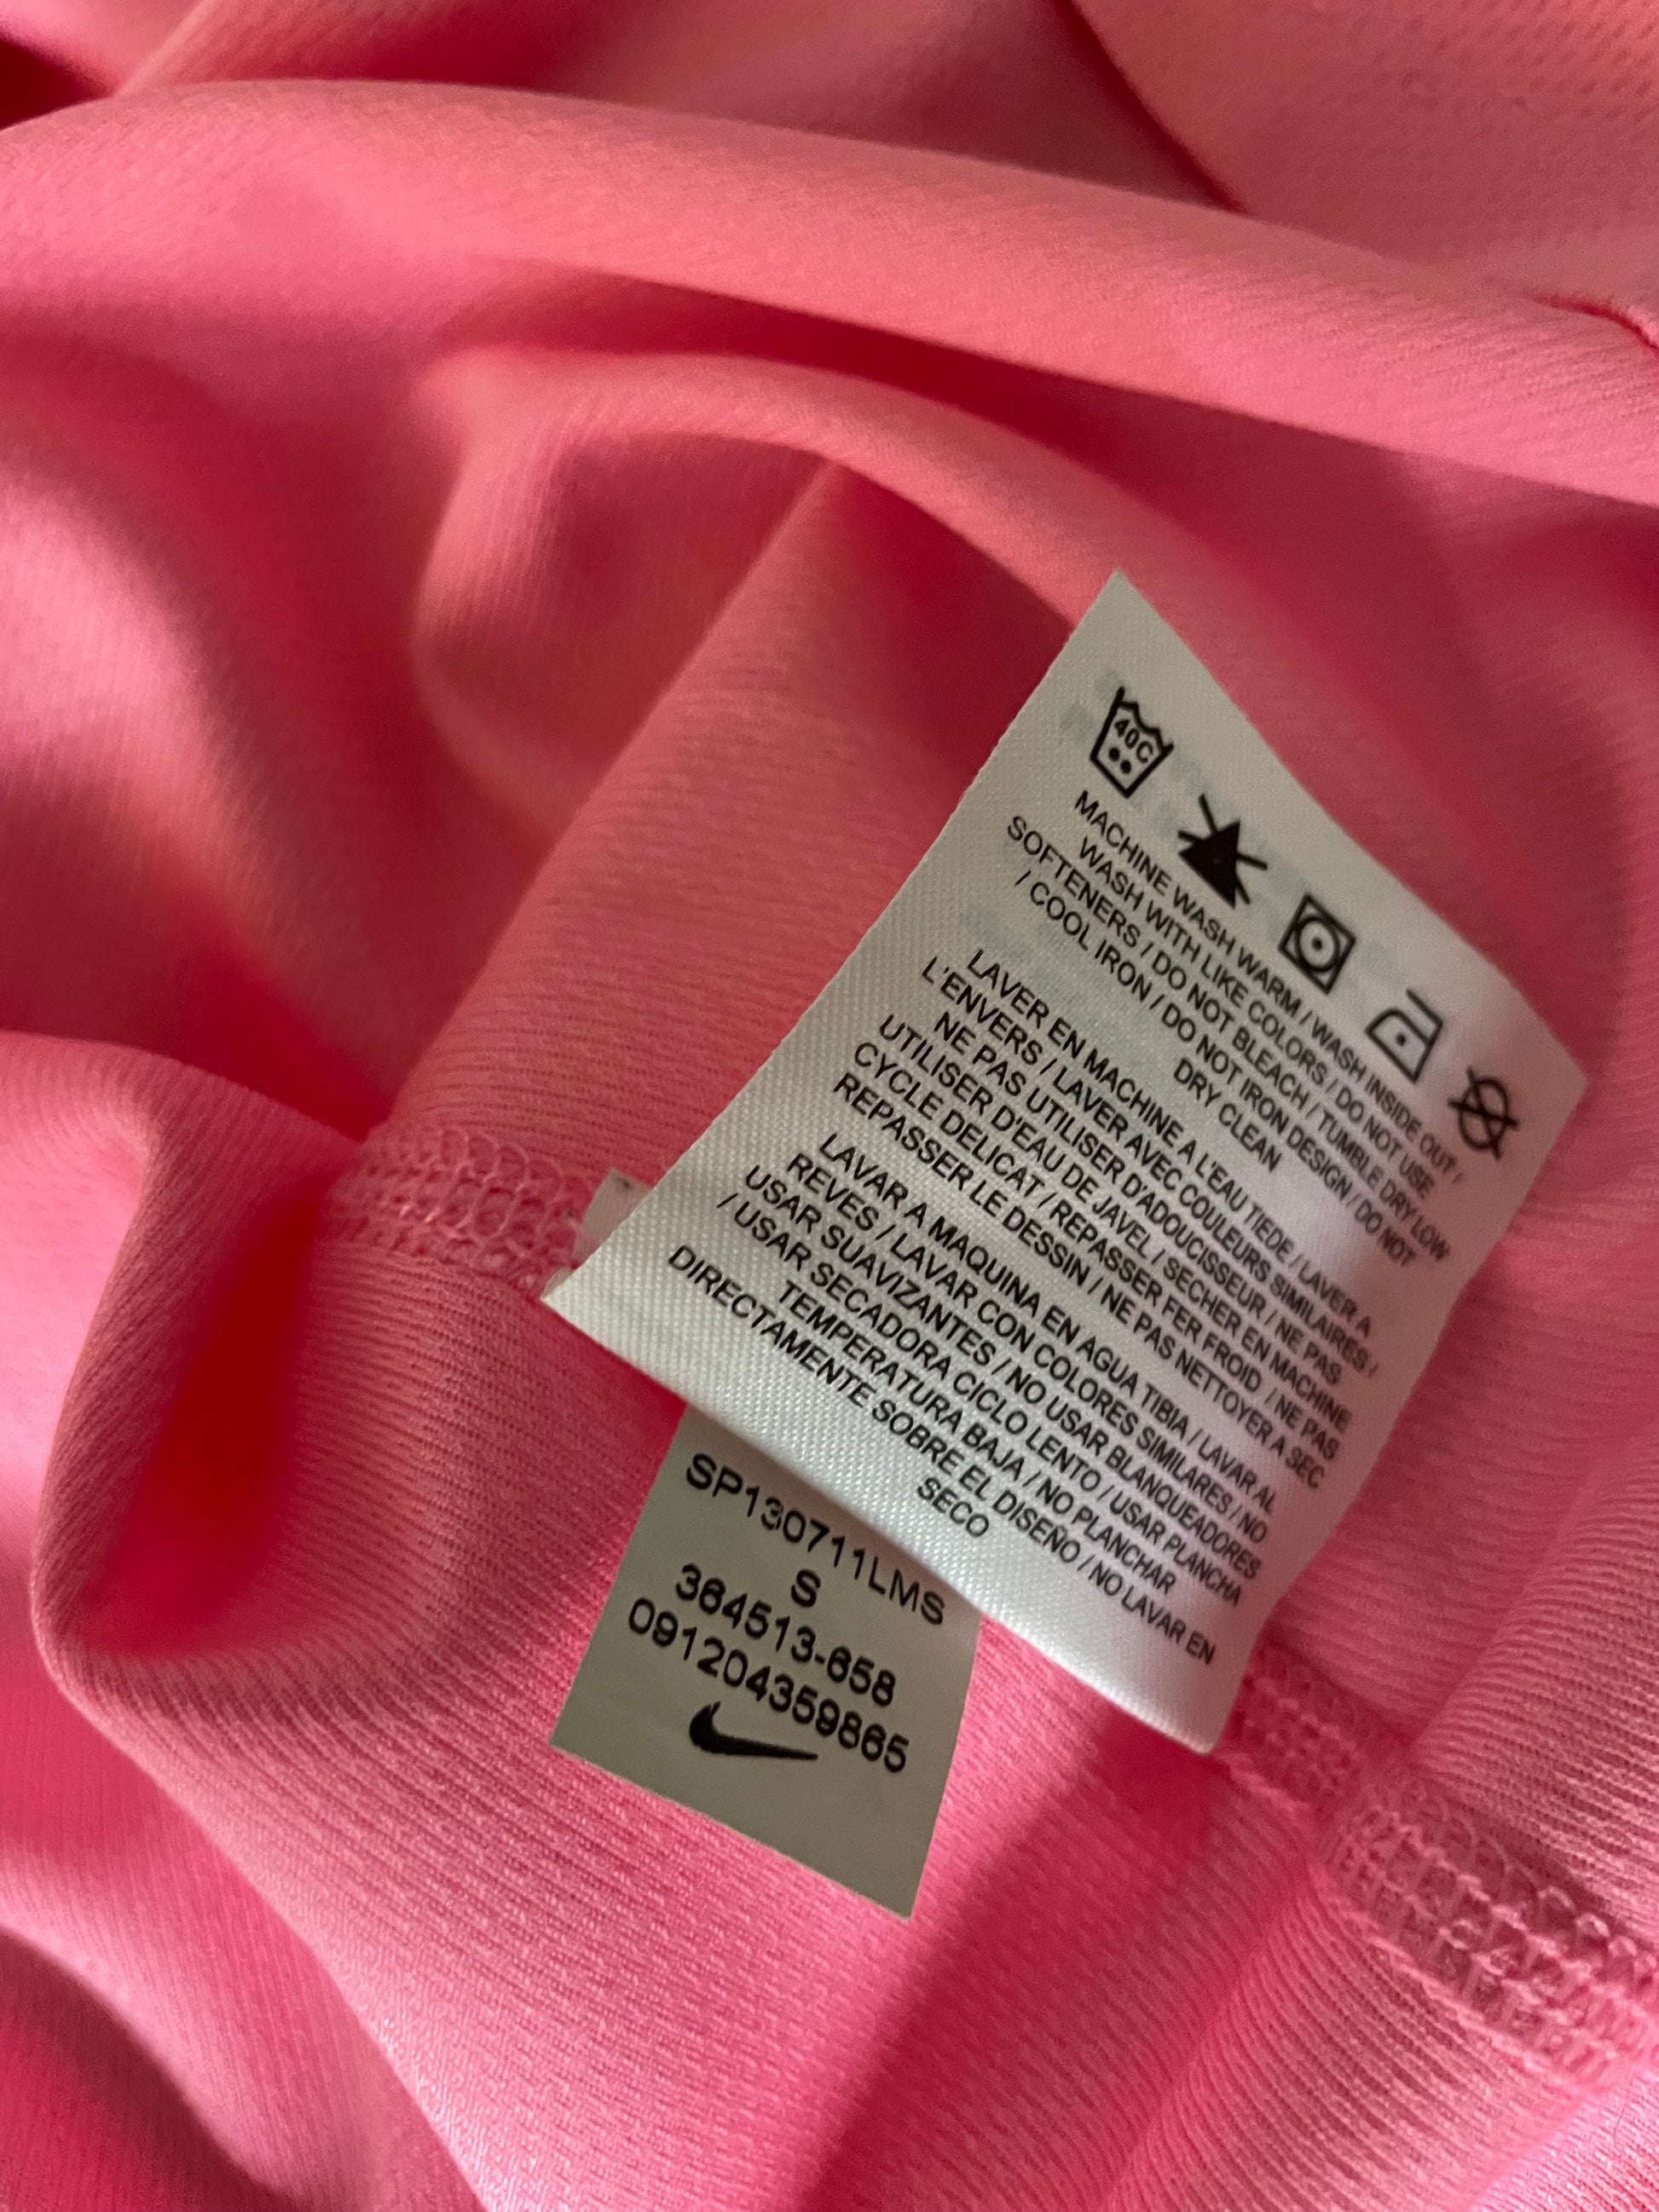 40C
MACHINE WASH WARM / WASH INSIDE OUT /
WASH WITH LIKE COLORS / DO NOT USE
SOFTENERS / DO NOT BLEACH / TUMBLE DRY LOW
/ COOL IRON / DO NOT IRON DESIGN / DO NOT
DRY CLEAN
LAVER EN MACHINE A L'EAU TIEDE / LAVER A
L'ENVERS / LAVER AVEC COULEURS SIMILAIRES /
NE PAS UTILISER D'ADOUCISSEUR / NE PAS
UTILISER D'EAU DE JAVEL / SECHER EN MACHINE
CYCLE DELICAT / REPASSER FER FROID / NE PAS
REPASSER LE DESSIN / NE PAS NETTOYER A SEC
LAVAR A MAQUINA EN AGUA TIBIA / LAVAR AL
REVES / LAVAR CON COLORES SIMILARES / NO
USAR SUAVIZANTES / NO USAR BLANQUEADORES
/ USAR SECADORA CICLO LENTO / USAR PLANCHA
TEMPERATURA BAJA / NO PLANCHAR
DIRECTAMENTE SOBRE EL DISEÑO / NO LAVAR EN
SECO
SP130711LMS
S
364513-658
091204359865